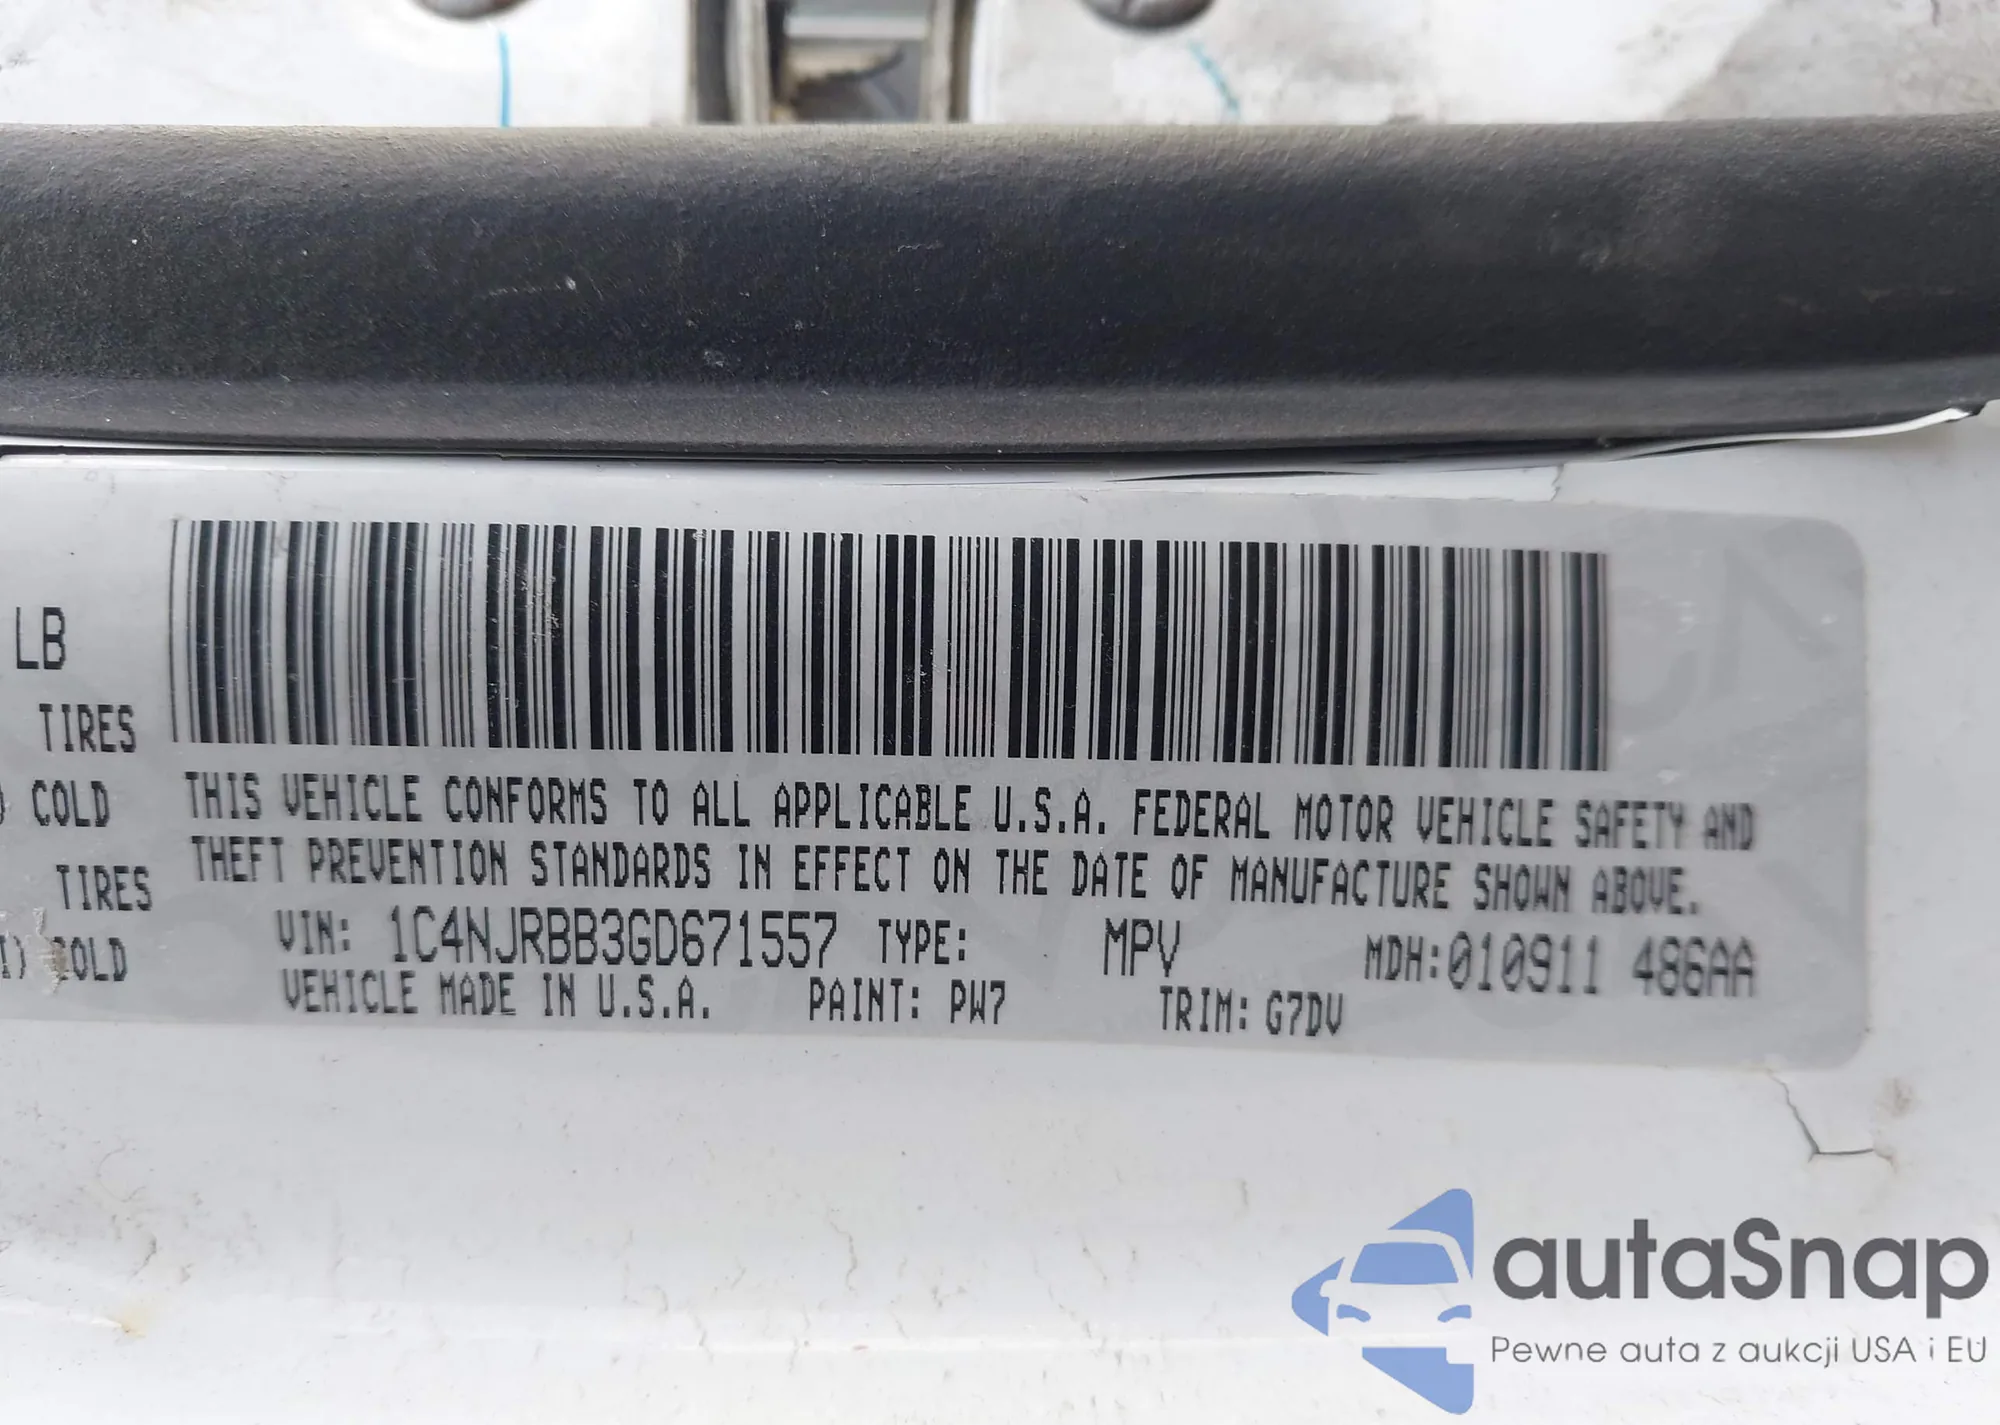 LB
TIRES
COLD
TIRES
COLD
THIS VEHICLE CONFORMS TO ALL APPLICABLE U.S.A. FEDERAL MOTOR VEHICLE SAFETY AND
THEFT PREVENTION STANDARDS IN EFFECT ON THE DATE OF MANUFACTURE SHOWN ABOVE.
VIN: 1C4NJRBB3GD671557 TYPE: MPV MDH:010911 486AA
VEHICLE MADE IN U.S.A. PAINT: PW7 TRIM: G7DV
autaSnap
Pewne auta z aukcji USA i EU